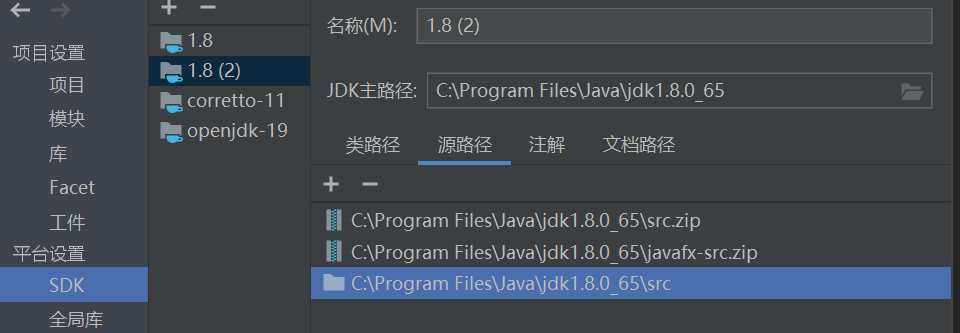 项目设置
项目
模块
库
Facet
工件
平台设置
SDK
全局库
1.8
1.8 (2)
corretto-11
openjdk-19
名称(M): 1.8 (2)
JDK主路径: C:\Program Files\Java\jdk1.8.0_65
类路径 源路径 注解 文档路径
C:\Program Files\Java\jdk1.8.0_65\src.zip
C:\Program Files\Java\jdk1.8.0_65\javafx-src.zip
C:\Program Files\Java\jdk1.8.0_65\src